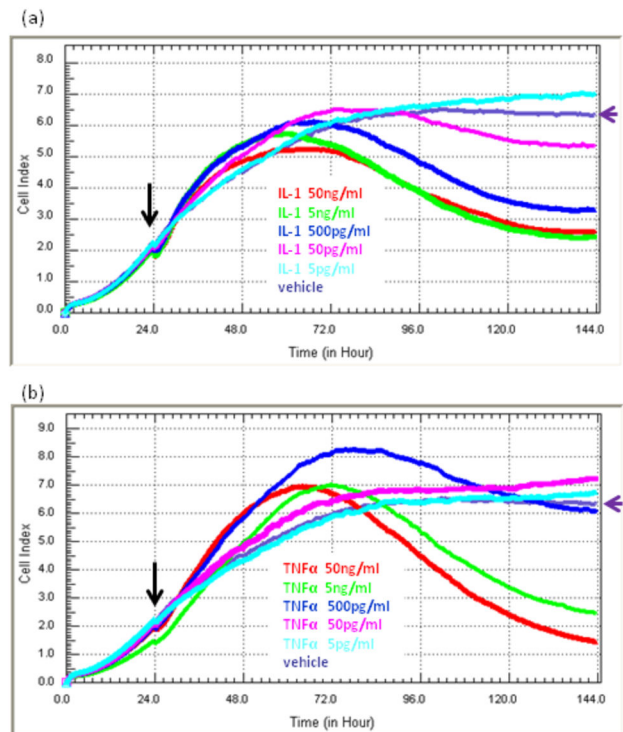 (a)
8.0
7.0
6.0
5.0
4.0
3.0
2.0
1.0
0.0
Cell Index
IL-1 50ng/ml
IL-1 5ng/ml
IL-1 500pg/ml
IL-1 50pg/ml
IL-1 5pg/ml
vehicle
0.0 24.0 48.0 72.0 96.0 120.0 144.0
Time (in Hour)
(b)
9.0
8.0
7.0
6.0
5.0
4.0
3.0
2.0
1.0
0.0
Cell Index
TNFα 50ng/ml
TNFα 5ng/ml
TNFα 500pg/ml
TNFα 50pg/ml
TNFα 5pg/ml
vehicle
0.0 24.0 48.0 72.0 96.0 120.0 144.0
Time (in Hour)